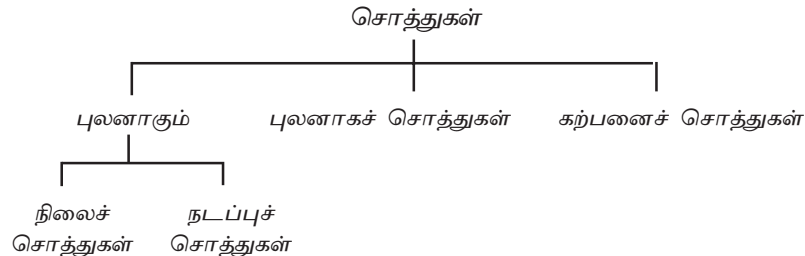 சொத்துகள்
புலனாகும் புலனாகச் சொத்துகள் கற்பனைச் சொத்துகள்
நிலைச் நடப்புச்
சொத்துகள் சொத்துகள்